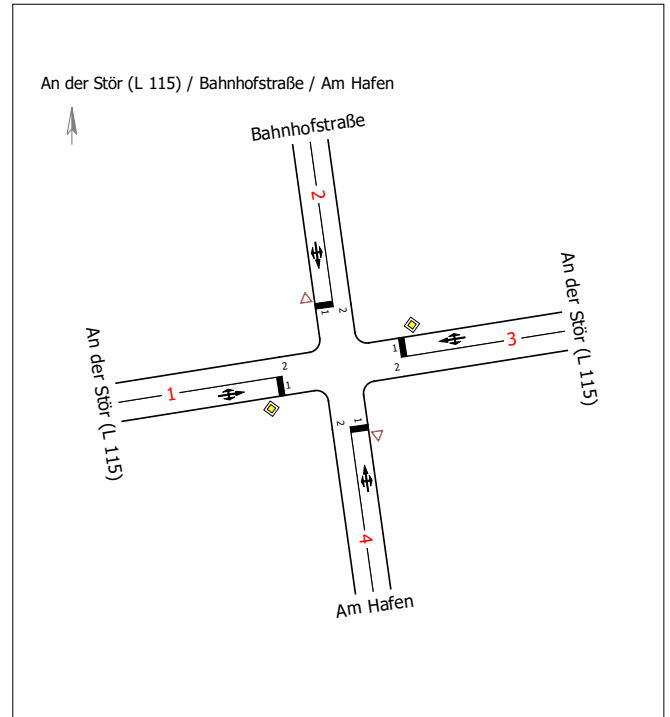 An der Stör (L 115) / Bahnhofstraße / Am Hafen
Bahnhofstraße
2
1 2
An der Stör (L 115)
1
2
1
An der Stör (L 115)
3
1
2
2 1
4
Am Hafen